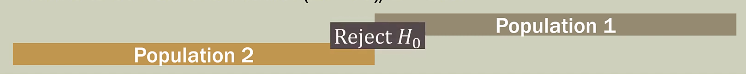 Population 1
Reject H₀
Population 2